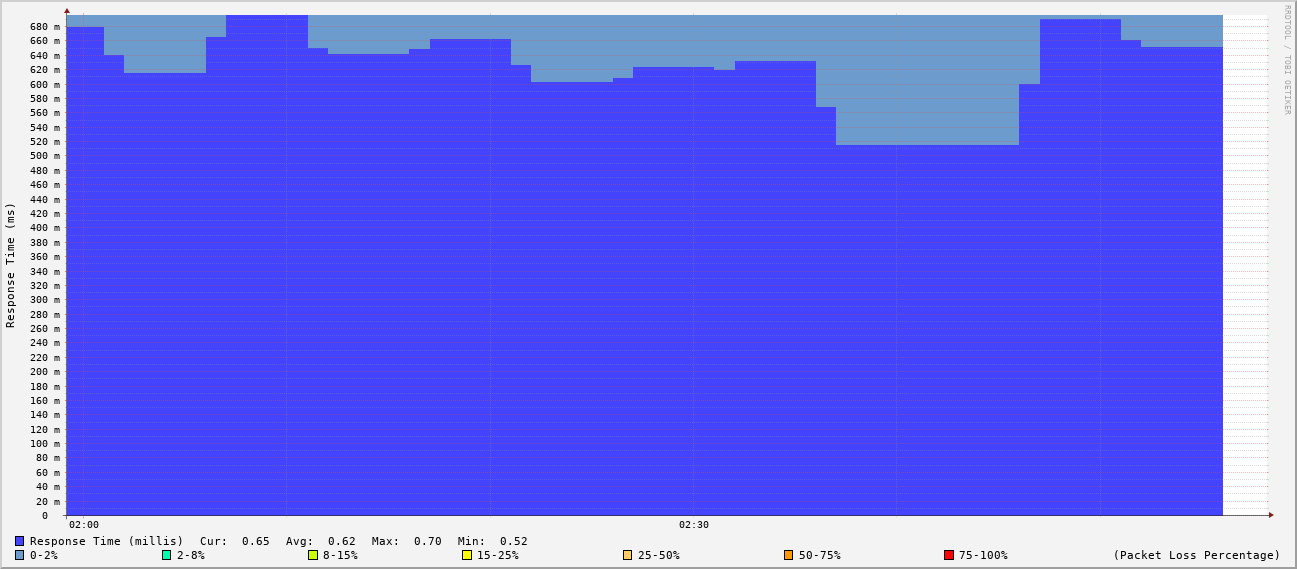 RRDTOOL / TOBI OETIKER
Response Time (ms)
680 m
660 m
640 m
620 m
600 m
580 m
560 m
540 m
520 m
500 m
480 m
460 m
440 m
420 m
400 m
380 m
360 m
340 m
320 m
300 m
280 m
260 m
240 m
220 m
200 m
180 m
160 m
140 m
120 m
100 m
80 m
60 m
40 m
20 m
0
02:00 02:30
Response Time (millis) Cur: 0.65 Avg: 0.62 Max: 0.70 Min: 0.52
0-2% 2-8% 8-15% 15-25% 25-50% 50-75% 75-100% (Packet Loss Percentage)